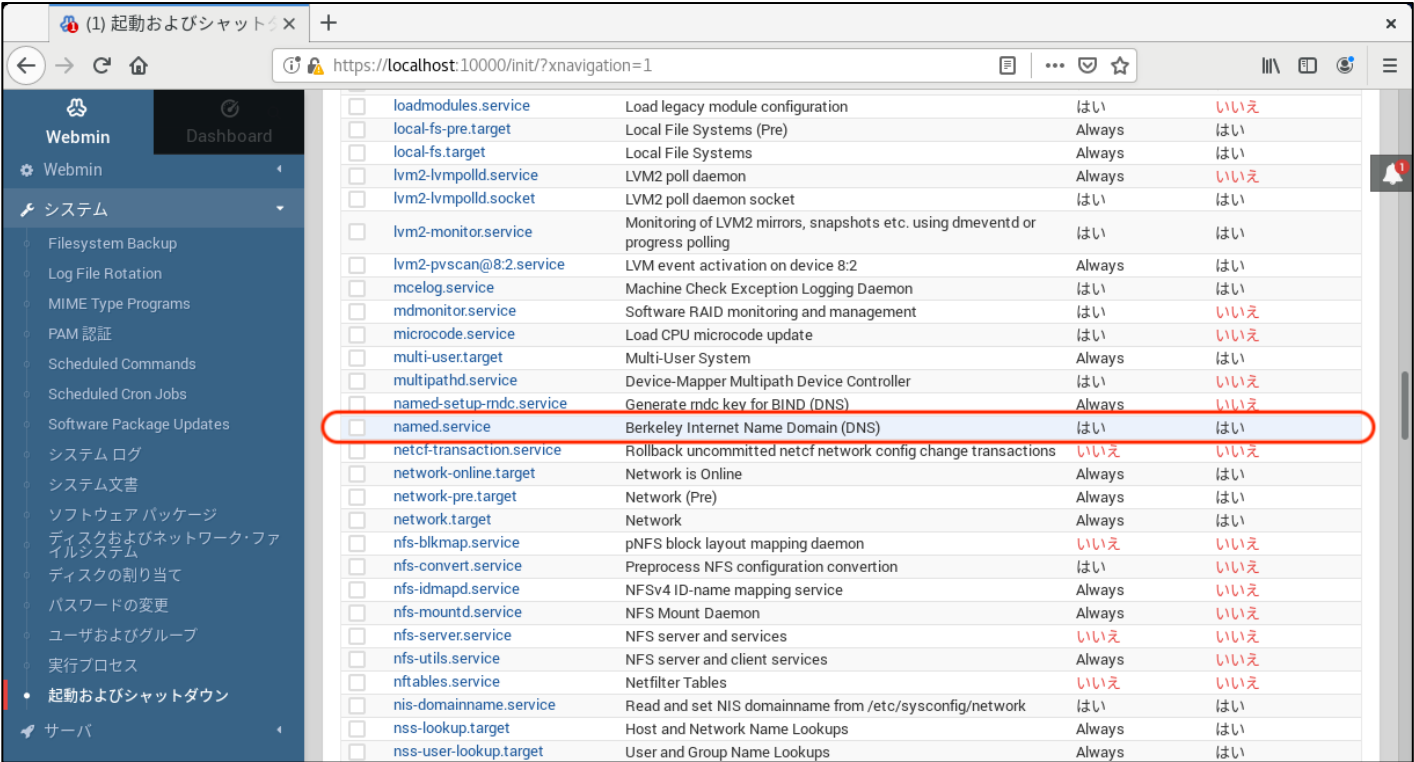 (1) 起動およびシャットダ
https://localhost:10000/init/?xnavigation=1
Webmin
Dashboard
Webmin
システム
Filesystem Backup
Log File Rotation
MIME Type Programs
PAM 認証
Scheduled Commands
Scheduled Cron Jobs
Software Package Updates
システム ログ
システム文書
ソフトウェア パッケージ
ディスクおよびネットワーク・ファ
イルシステム
ディスクの割り当て
パスワードの変更
ユーザおよびグループ
実行プロセス
起動およびシャットダウン
サーバ
loadmodules.service Load legacy module configuration はい いいえ
local-fs-pre.target Local File Systems (Pre) Always はい
local-fs.target Local File Systems Always はい
lvm2-lvmpolld.service LVM2 poll daemon Always いいえ
lvm2-lvmpolld.socket LVM2 poll daemon socket はい はい
lvm2-monitor.service Monitoring of LVM2 mirrors, snapshots etc. using dmeventd or
progress polling はい はい
lvm2-pvscan@8:2.service LVM event activation on device 8:2 Always はい
mcelog.service Machine Check Exception Logging Daemon はい はい
mdmonitor.service Software RAID monitoring and management はい いいえ
microcode.service Load CPU microcode update はい いいえ
multi-user.target Multi-User System Always はい
multipathd.service Device-Mapper Multipath Device Controller はい いいえ
named-setup-rndc.service Generate rndc key for BIND (DNS) Always いいえ
named.service Berkeley Internet Name Domain (DNS) はい はい
netcf-transaction.service Rollback uncommitted netcf network config change transactions いいえ いいえ
network-online.target Network is Online Always はい
network-pre.target Network (Pre) Always はい
network.target Network Always はい
nfs-blkmap.service pNFS block layout mapping daemon いいえ いいえ
nfs-convert.service Preprocess NFS configuration convertion はい いいえ
nfs-idmapd.service NFSv4 ID-name mapping service Always いいえ
nfs-mountd.service NFS Mount Daemon Always いいえ
nfs-server.service NFS server and services いいえ いいえ
nfs-utils.service NFS server and client services Always いいえ
nftables.service Netfilter Tables いいえ いいえ
nis-domainname.service Read and set NIS domainname from /etc/sysconfig/network はい はい
nss-lookup.target Host and Network Name Lookups Always はい
nss-user-lookup.target User and Group Name Lookups Always はい
1